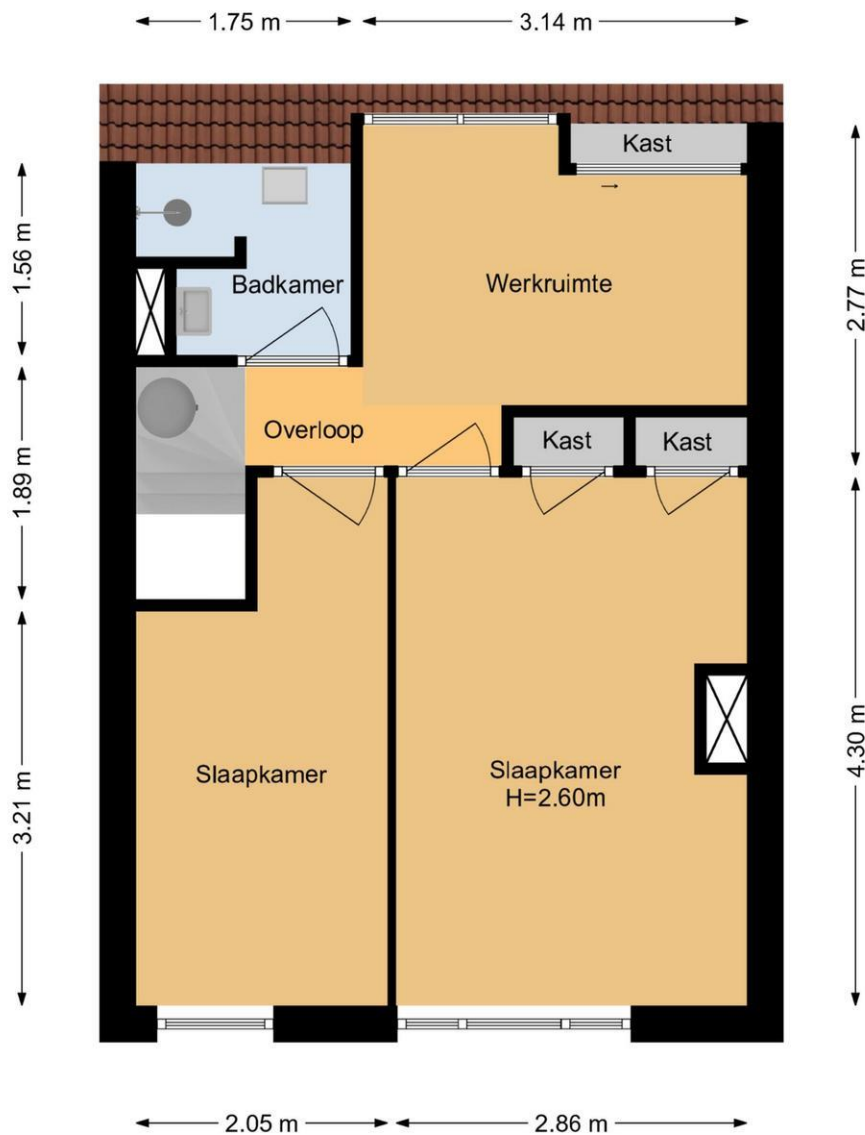 1.75 m
3.14 m
Kast
1.56 m
Badkamer
Werkruimte
2.77 m
1.89 m
Overloop
Kast
Kast
3.21 m
Slaapkamer
Slaapkamer
H=2.60m
4.30 m
2.05 m
2.86 m